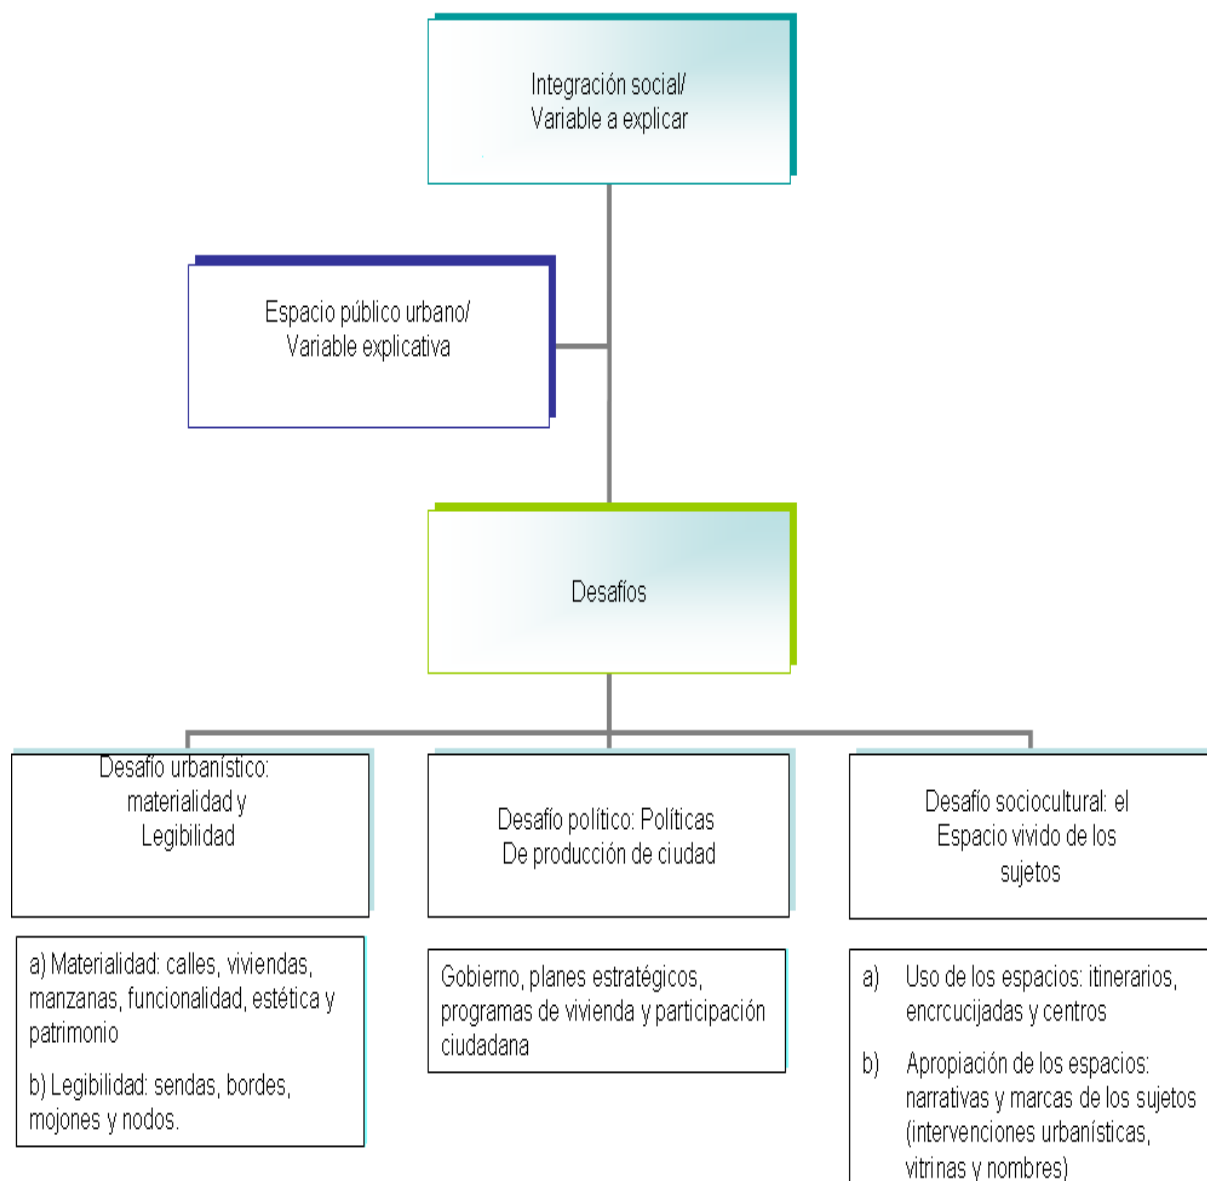 Integración social/
Variable a explicar
Espacio público urbano/
Variable explicativa
Desafíos
Desafío urbanístico:
materialidad y
Legibilidad
Desafío político: Políticas
De producción de ciudad
Desafío sociocultural: el
Espacio vivido de los
sujetos
a) Materialidad: calles, viviendas,
manzanas, funcionalidad, estética y
patrimonio
b) Legibilidad: sendas, bordes,
mojones y nodos.
Gobierno, planes estratégicos,
programas de vivienda y participación
ciudadana
a) Uso de los espacios: itinerarios,
encrcucijadas y centros
b) Apropiación de los espacios:
narrativas y marcas de los sujetos
(intervenciones urbanísticas,
vitrinas y nombres)